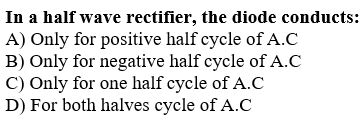 In a half wave rectifier, the diode conducts:
A) Only for positive half cycle of A.C
B) Only for negative half cycle of A.C
C) Only for one half cycle of A.C
D) For both halves cycle of A.C